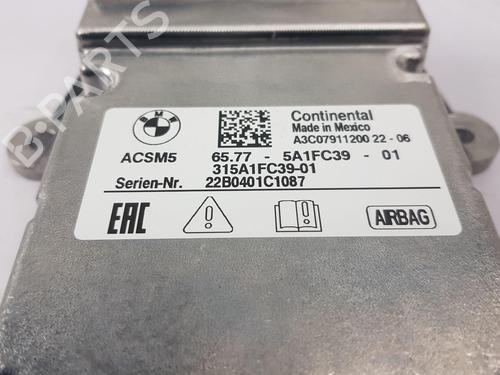 B-PARTS
BMW
Continental
Made in Mexico
A3C07911200 22 - 06
ACSM5 65.77 - 5A1FC39 - 01
315A1FC39-01
Serien-Nr. 22B0401C1087
EAC
AIRBAG